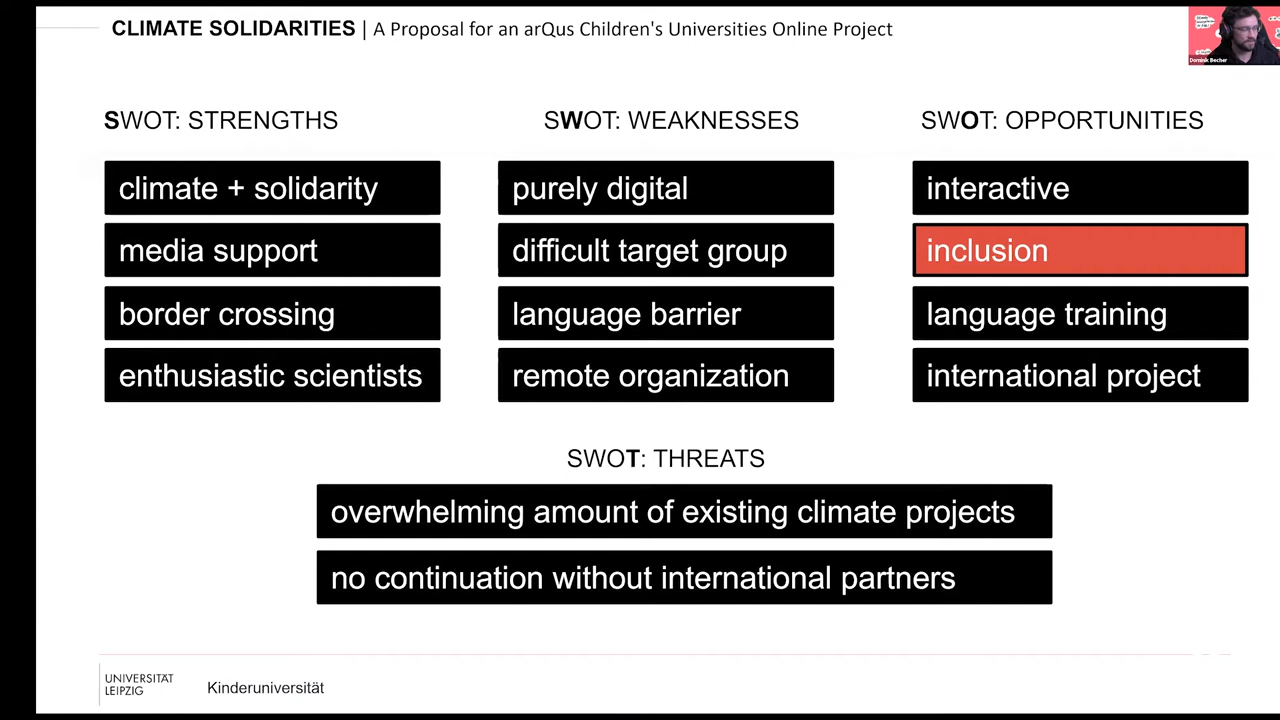 CLIMATE SOLIDARITIES | A Proposal for an arQus Children's Universities Online Project
Dominik Becher
SWOT: STRENGTHS
climate + solidarity
media support
border crossing
enthusiastic scientists
SWOT: WEAKNESSES
purely digital
difficult target group
language barrier
remote organization
SWOT: OPPORTUNITIES
interactive
inclusion
language training
international project
SWOT: THREATS
overwhelming amount of existing climate projects
no continuation without international partners
UNIVERSITÄT
LEIPZIG
Kinderuniversität